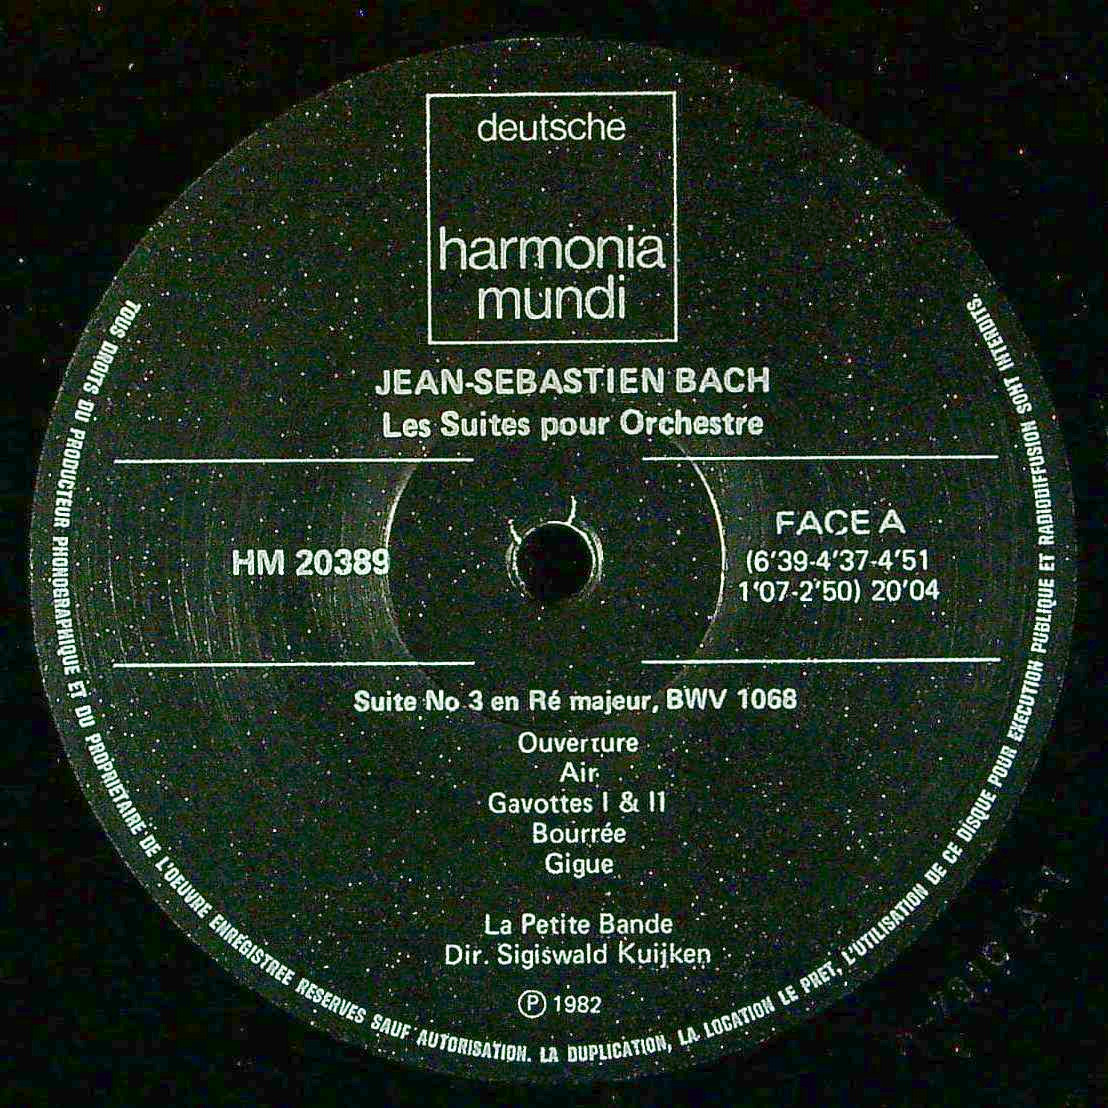 deutsche
harmonia
mundi
JEAN-SEBASTIEN BACH
Les Suites pour Orchestre
HM 20389
FACE A
(6'39-4'37-4'51
1'07-2'50) 20'04
Suite No 3 en Ré majeur, BWV 1068
Ouverture
Air
Gavottes I & II
Bourrée
Gigue
La Petite Bande
Dir. Sigiswald Kuijken
Ⓟ 1982
TOUS DROITS DU PRODUCTEUR PHONOGRAPHIQUE ET DU PROPRIETAIRE DE L'OEUVRE ENREGISTREE RESERVES SAUF AUTORISATION. LA DUPLICATION, LA LOCATION LE PRET, L'UTILISATION DE CE DISQUE POUR EXECUTION PUBLIQUE ET RADIODIFFUSION SONT INTERDITS.